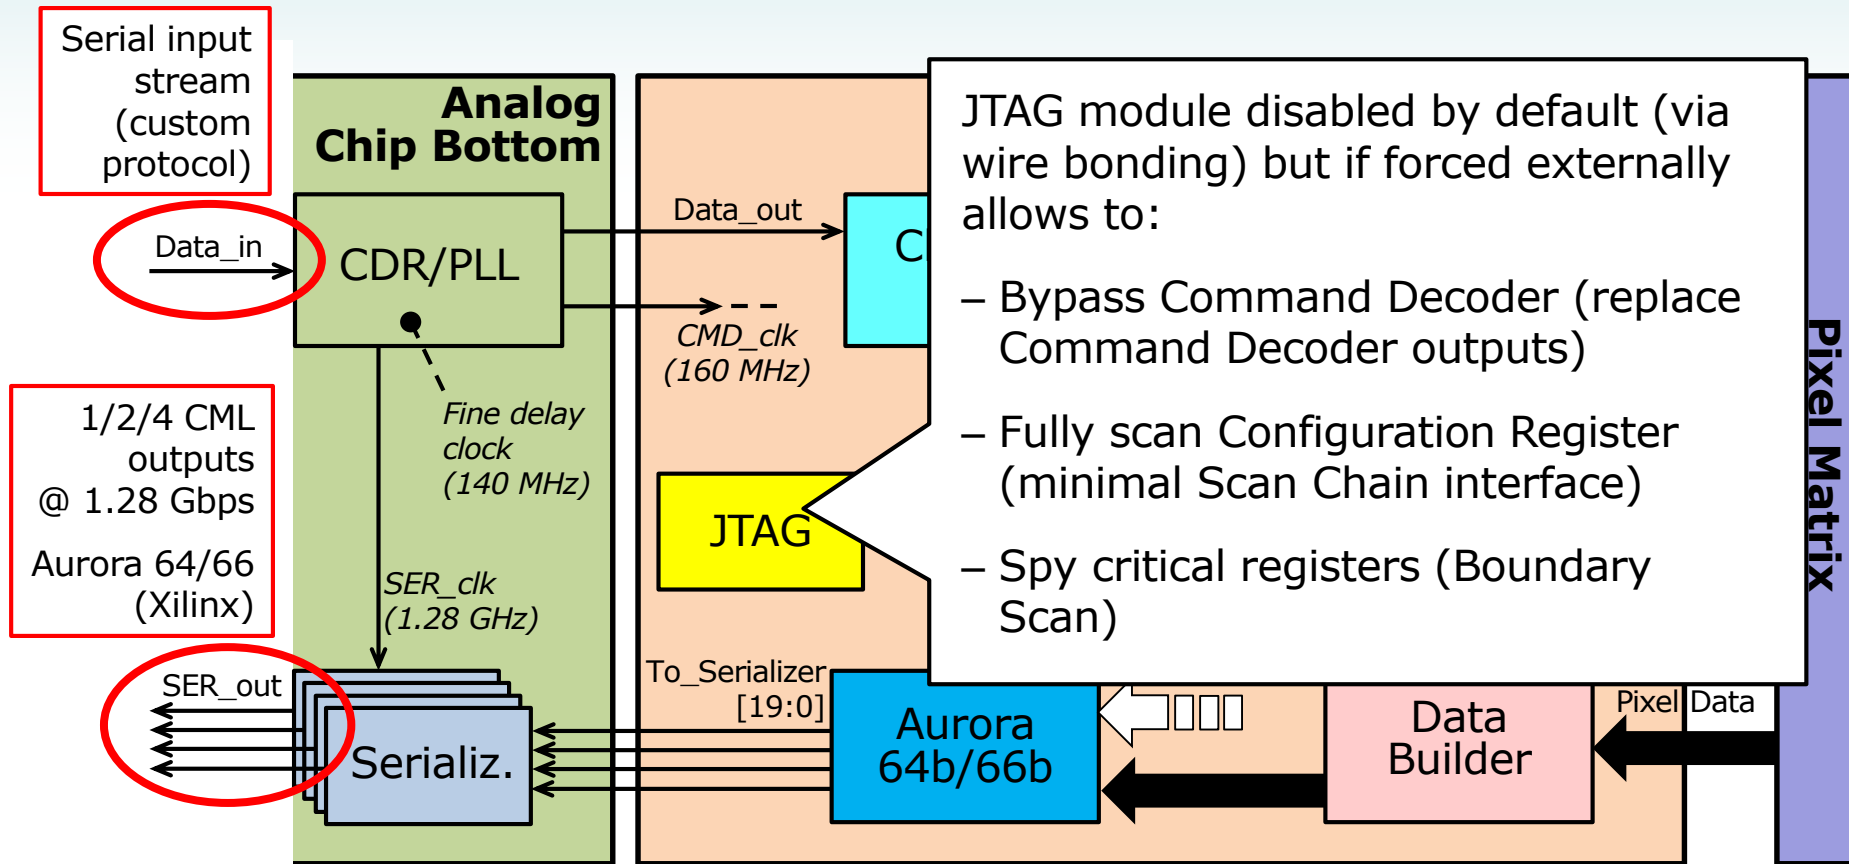 Serial input
stream
(custom
protocol)
Analog
Chip Bottom
JTAG module disabled by default (via
wire bonding) but if forced externally
allows to:
– Bypass Command Decoder (replace
Command Decoder outputs)
– Fully scan Configuration Register
(minimal Scan Chain interface)
– Spy critical registers (Boundary
Scan)
Data_in
CDR/PLL
Data_out
CMD_clk
(160 MHz)
Fine delay
clock
(140 MHz)
1/2/4 CML
outputs
@ 1.28 Gbps
Aurora 64/66
(Xilinx)
JTAG
SER_clk
(1.28 GHz)
SER_out
Serializ.
To_Serializer
[19:0]
Aurora
64b/66b
Data
Builder
Pixel Data
Pixel Matrix